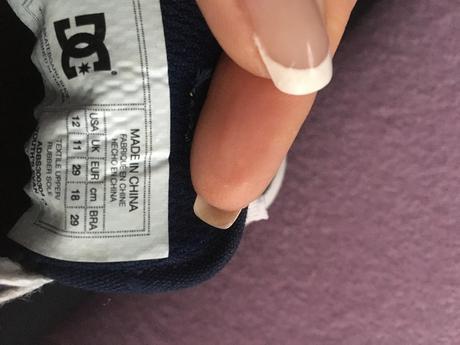 DC
MADE IN CHINA
FABRIQUE EN CHINE
HECHO EN CHINA
USA UK EUR cm BRA
12 11 29 18 29
TEXTILE UPPER/
RUBBER SOLE